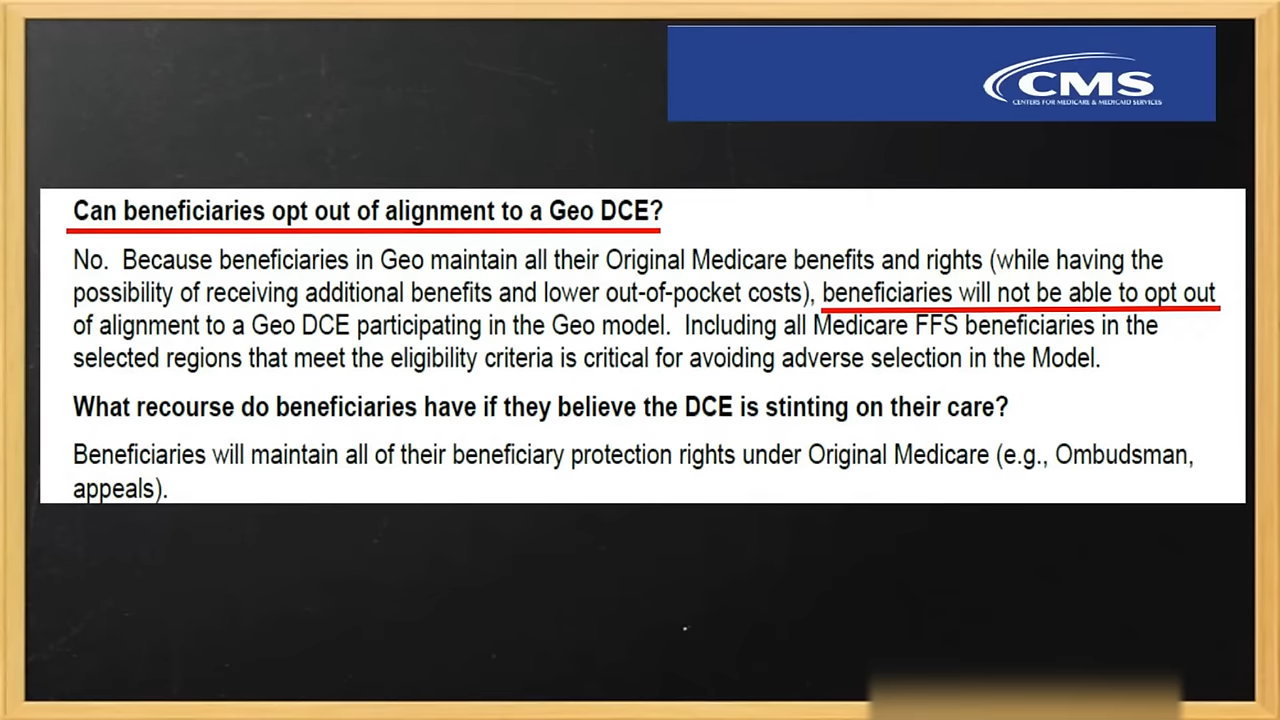 CMS
CENTERS FOR MEDICARE & MEDICAID SERVICES
Can beneficiaries opt out of alignment to a Geo DCE?
No. Because beneficiaries in Geo maintain all their Original Medicare benefits and rights (while having the
possibility of receiving additional benefits and lower out-of-pocket costs), beneficiaries will not be able to opt out
of alignment to a Geo DCE participating in the Geo model. Including all Medicare FFS beneficiaries in the
selected regions that meet the eligibility criteria is critical for avoiding adverse selection in the Model.
What recourse do beneficiaries have if they believe the DCE is stinting on their care?
Beneficiaries will maintain all of their beneficiary protection rights under Original Medicare (e.g., Ombudsman,
appeals).